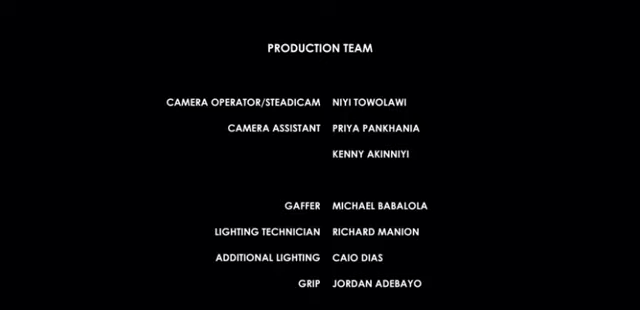 PRODUCTION TEAM
CAMERA OPERATOR/STEADICAM NIYI TOWOLAWI
CAMERA ASSISTANT PRIYA PANKHANIA
KENNY AKINNIYI
GAFFER MICHAEL BABALOLA
LIGHTING TECHNICIAN RICHARD MANION
ADDITIONAL LIGHTING CAIO DIAS
GRIP JORDAN ADEBAYO